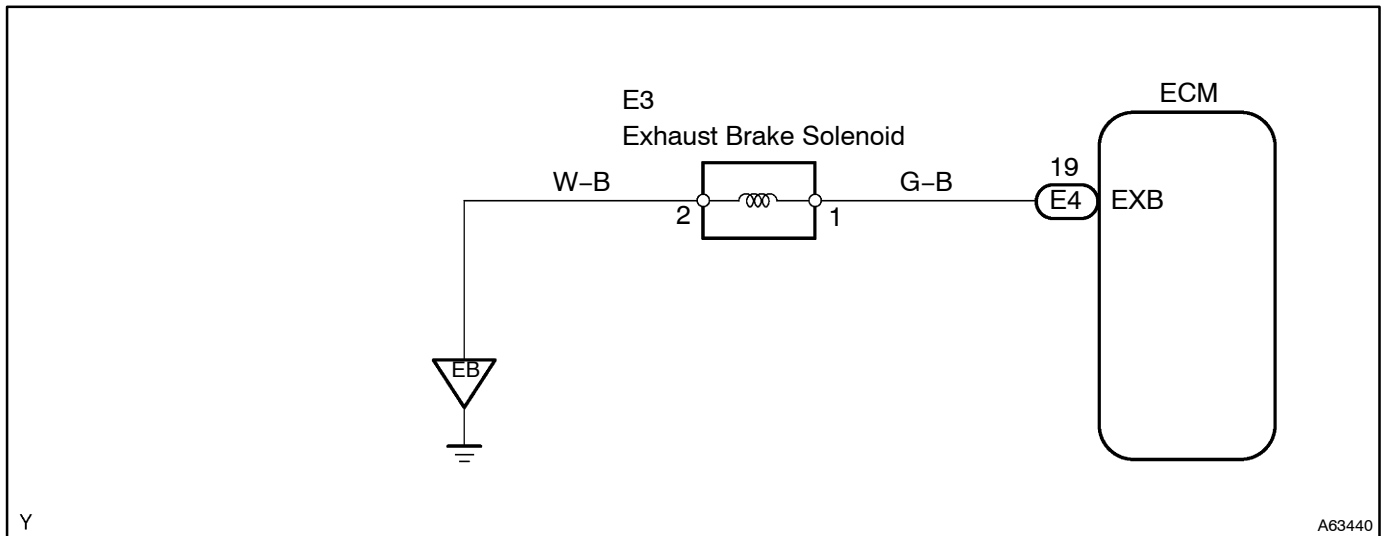 ECM
E3
Exhaust Brake Solenoid
19
W−B
G−B
E4
EXB
2
1
EB
Y
A63440